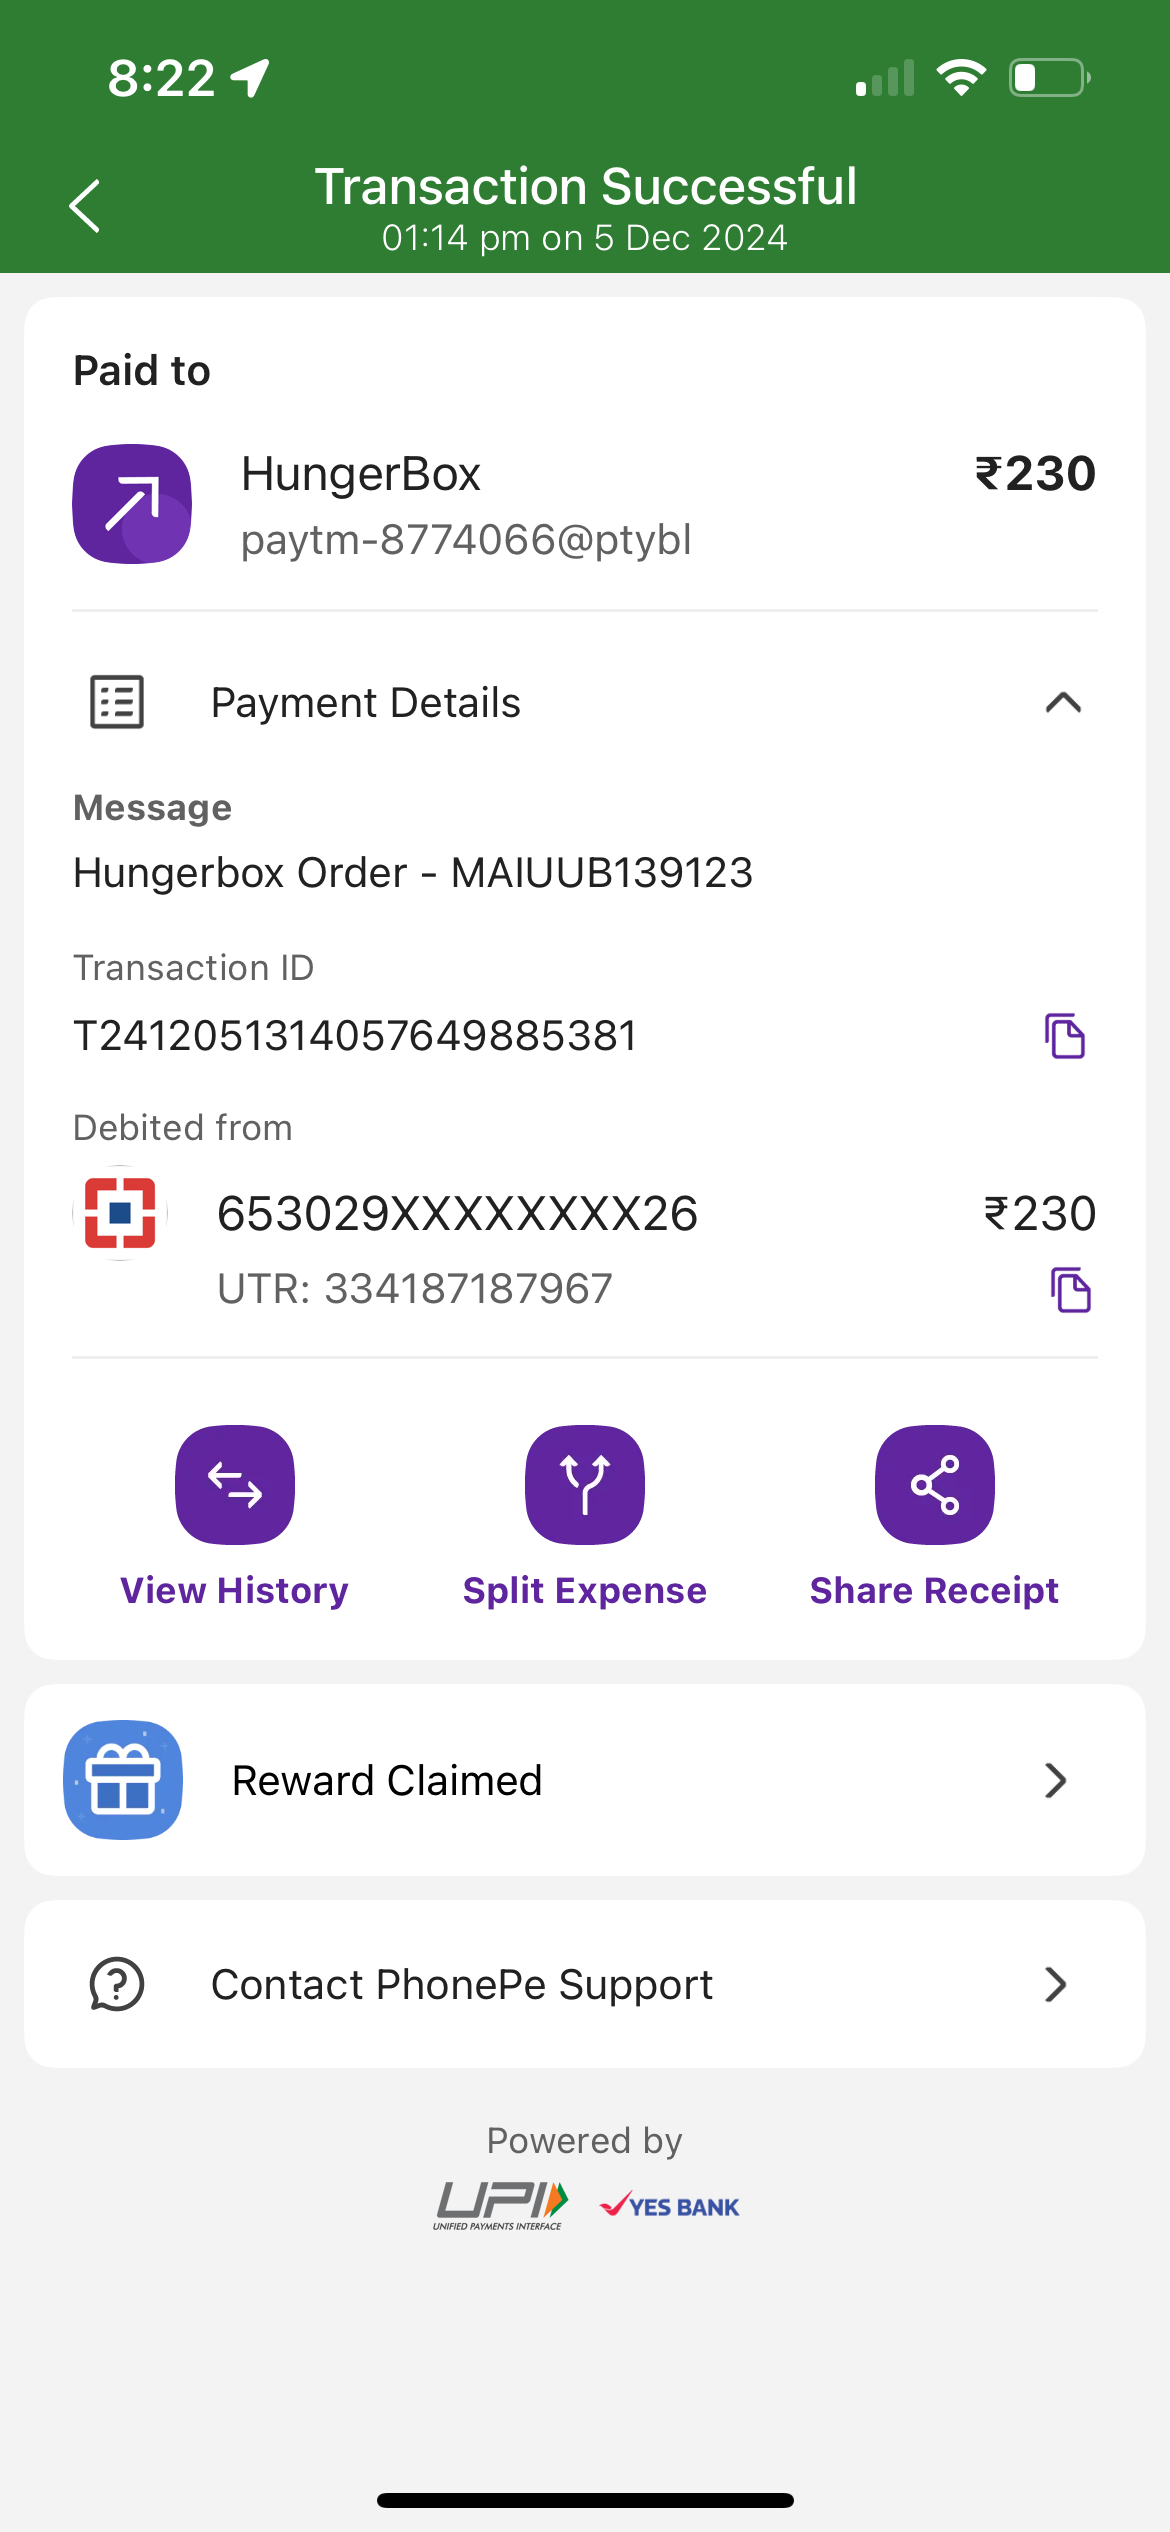 8:22
Transaction Successful
01:14 pm on 5 Dec 2024
Paid to
HungerBox ₹230
paytm-8774066@ptybl
Payment Details
Message
Hungerbox Order - MAIUUB139123
Transaction ID
T2412051314057649885381
Debited from
653029XXXXXXXX26 ₹230
UTR: 334187187967
View History Split Expense Share Receipt
Reward Claimed
Contact PhonePe Support
Powered by
UPI YES BANK
UNIFIED PAYMENTS INTERFACE